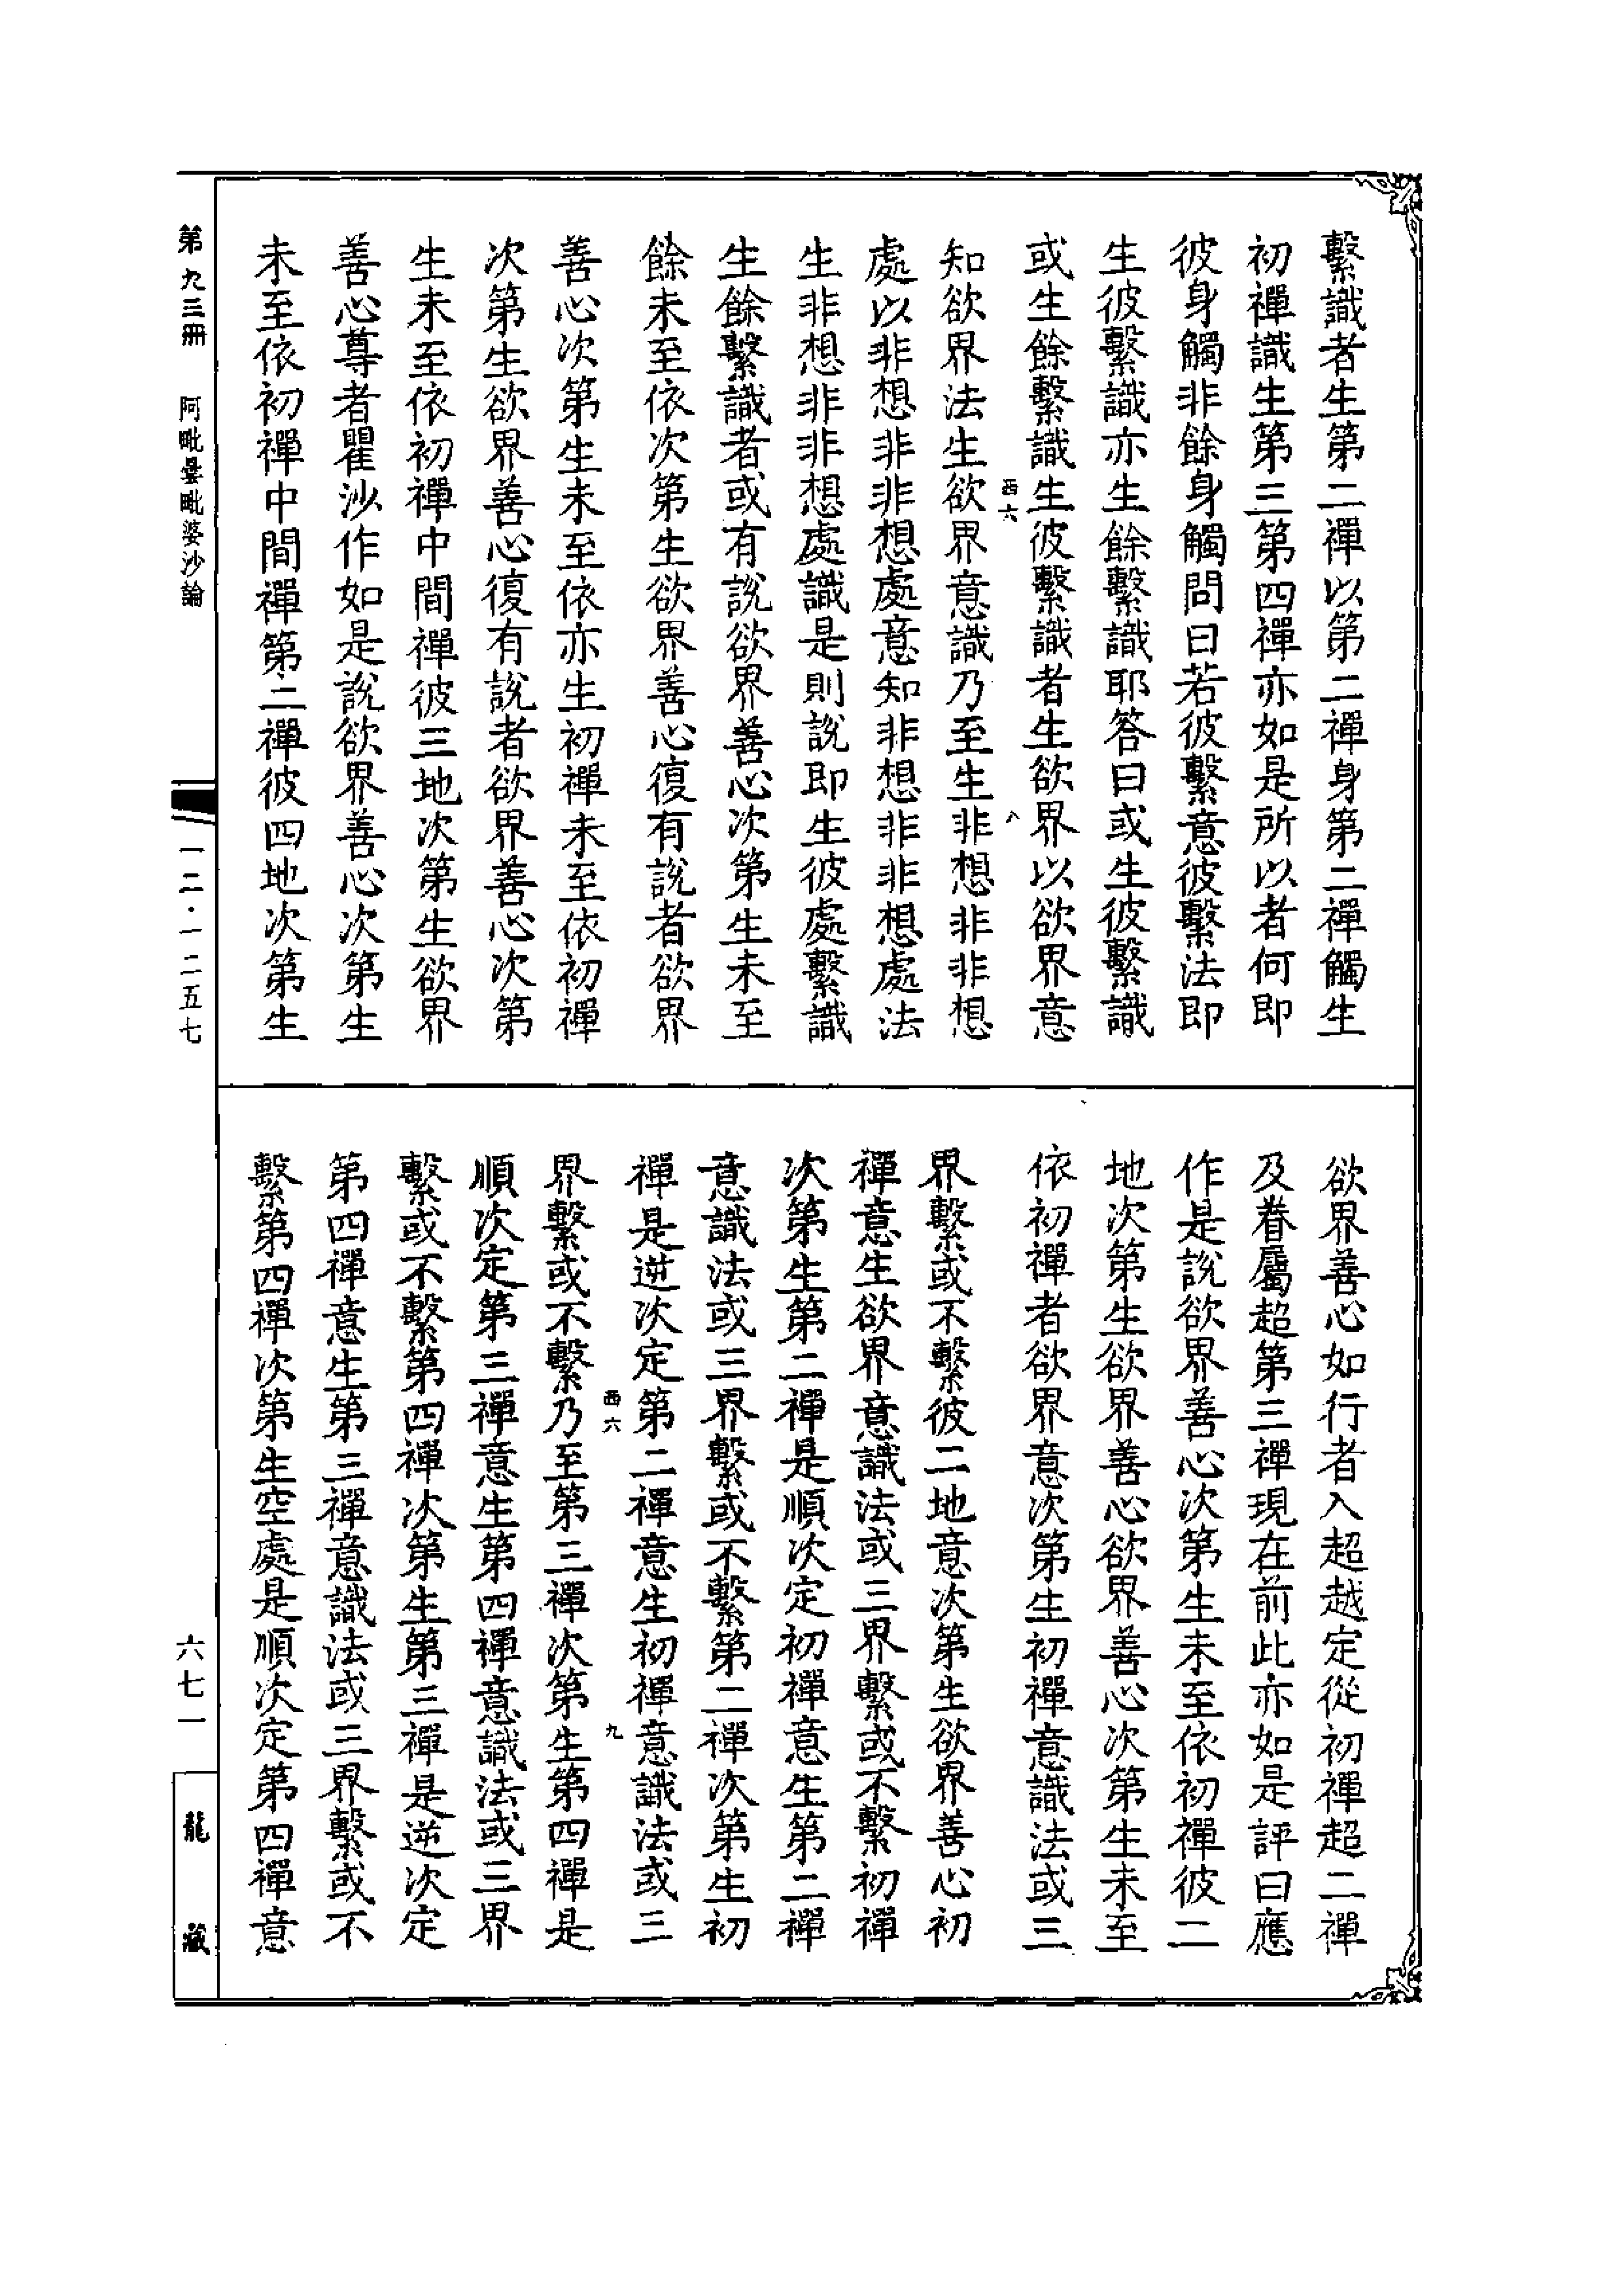 繫識者生第二禪以第二禪身第二禪觸生
初禪識生第三第四禪亦如是所以者何即
彼身觸非餘身觸問曰若彼繫意彼繫法即
生彼繫識亦生餘繫識耶答曰或生彼繫識
或生餘繫識生彼繫識者生欲界以欲界意
西六
八
知欲界法生欲界意識乃至生非想非非想
處以非想非非想處意知非想非非想處法
生非想非非想處識是則說即生彼處繫識
生餘繫識者或有說欲界善心次第生未至
餘未至依次第生欲界善心復有說者欲界
善心次第生未至依亦生初禪未至依初禪
次第生欲界善心復有說者欲界善心次第
生未至依初禪中間禪彼三地次第生欲界
善心尊者瞿沙作如是說欲界善心次第生
未至依初禪中間禪第二禪彼四地次第生
欲界善心如行者入超越定從初禪超二禪
及眷屬超第三禪現在前此亦如是評曰應
作是說欲界善心次第生未至依初禪彼二
地次第生欲界善心欲界善心次第生未至
依初禪者欲界意次第生初禪意識法或三
界繫或不繫彼二地意次第生欲界善心初
禪意生欲界意識法或三界繫或不繫初禪
次第生第二禪是順次定初禪意生第二禪
意識法或三界繫或不繫第二禪次第生初
禪是逆次定第二禪意生初禪意識法或三
西六
九
界繫或不繫乃至第三禪次第生第四禪是
順次定第三禪意生第四禪意識法或三界
繫或不繫第四禪次第生第三禪是逆次定
第四禪意生第三禪意識法或三界繫或不
繫第四禪次第生空處是順次定第四禪意
第九三冊
阿毗曇毗婆沙論
一二·一二五七
六七一
龍藏